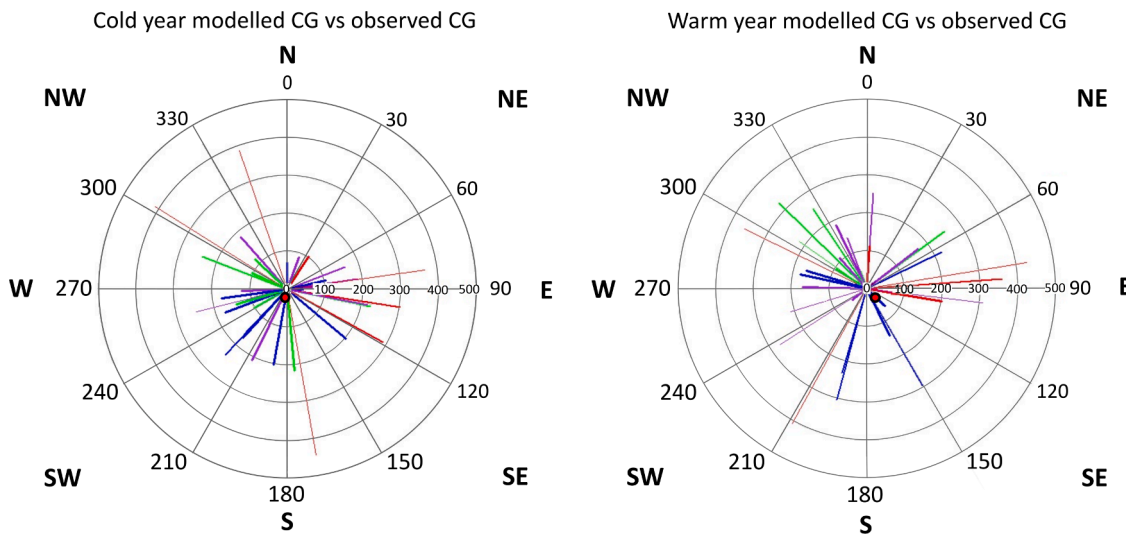 Cold year modelled CG vs observed CG
N
0
NW
NE
330
30
300
60
W
270
0 100 200 300 400 500
90
E
240
120
210
150
SW
SE
180
S
Warm year modelled CG vs observed CG
N
0
NW
NE
330
30
300
60
W
270
0 100 200 300 400 500
90
E
240
120
210
150
SW
SE
180
S